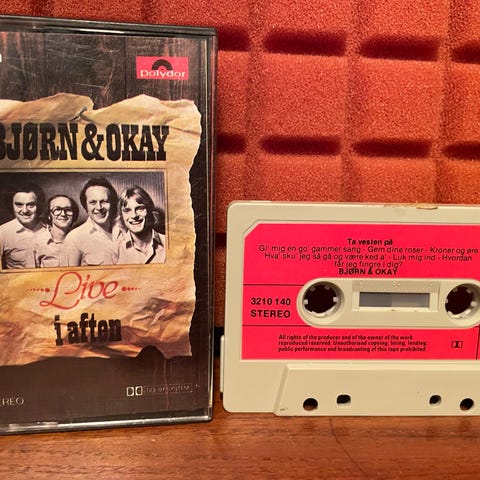 polydor
BJØRN & OKAY
Live
i aften
DOLBY SYSTEM
EREO
Ta vesten på
Gi' mig en go' gammel sang - Gem dine roser - Kroner og øre
Hva' sku' jeg så gå og være ked a' - Luk mig ind - Hvordan
får jeg fingre i dig?
BJØRN & OKAY
3210 140
STEREO
All rights of the producer and of the owner of the work
reproduced reserved. Unauthorised copying, hiring, lending,
public performance and broadcasting of this tape prohibited.